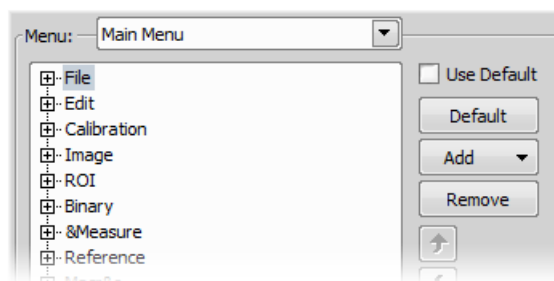 Menu: Main Menu
File
Use Default
Edit
Default
Calibration
Image
Add
ROI
Binary
Remove
&Measure
Reference